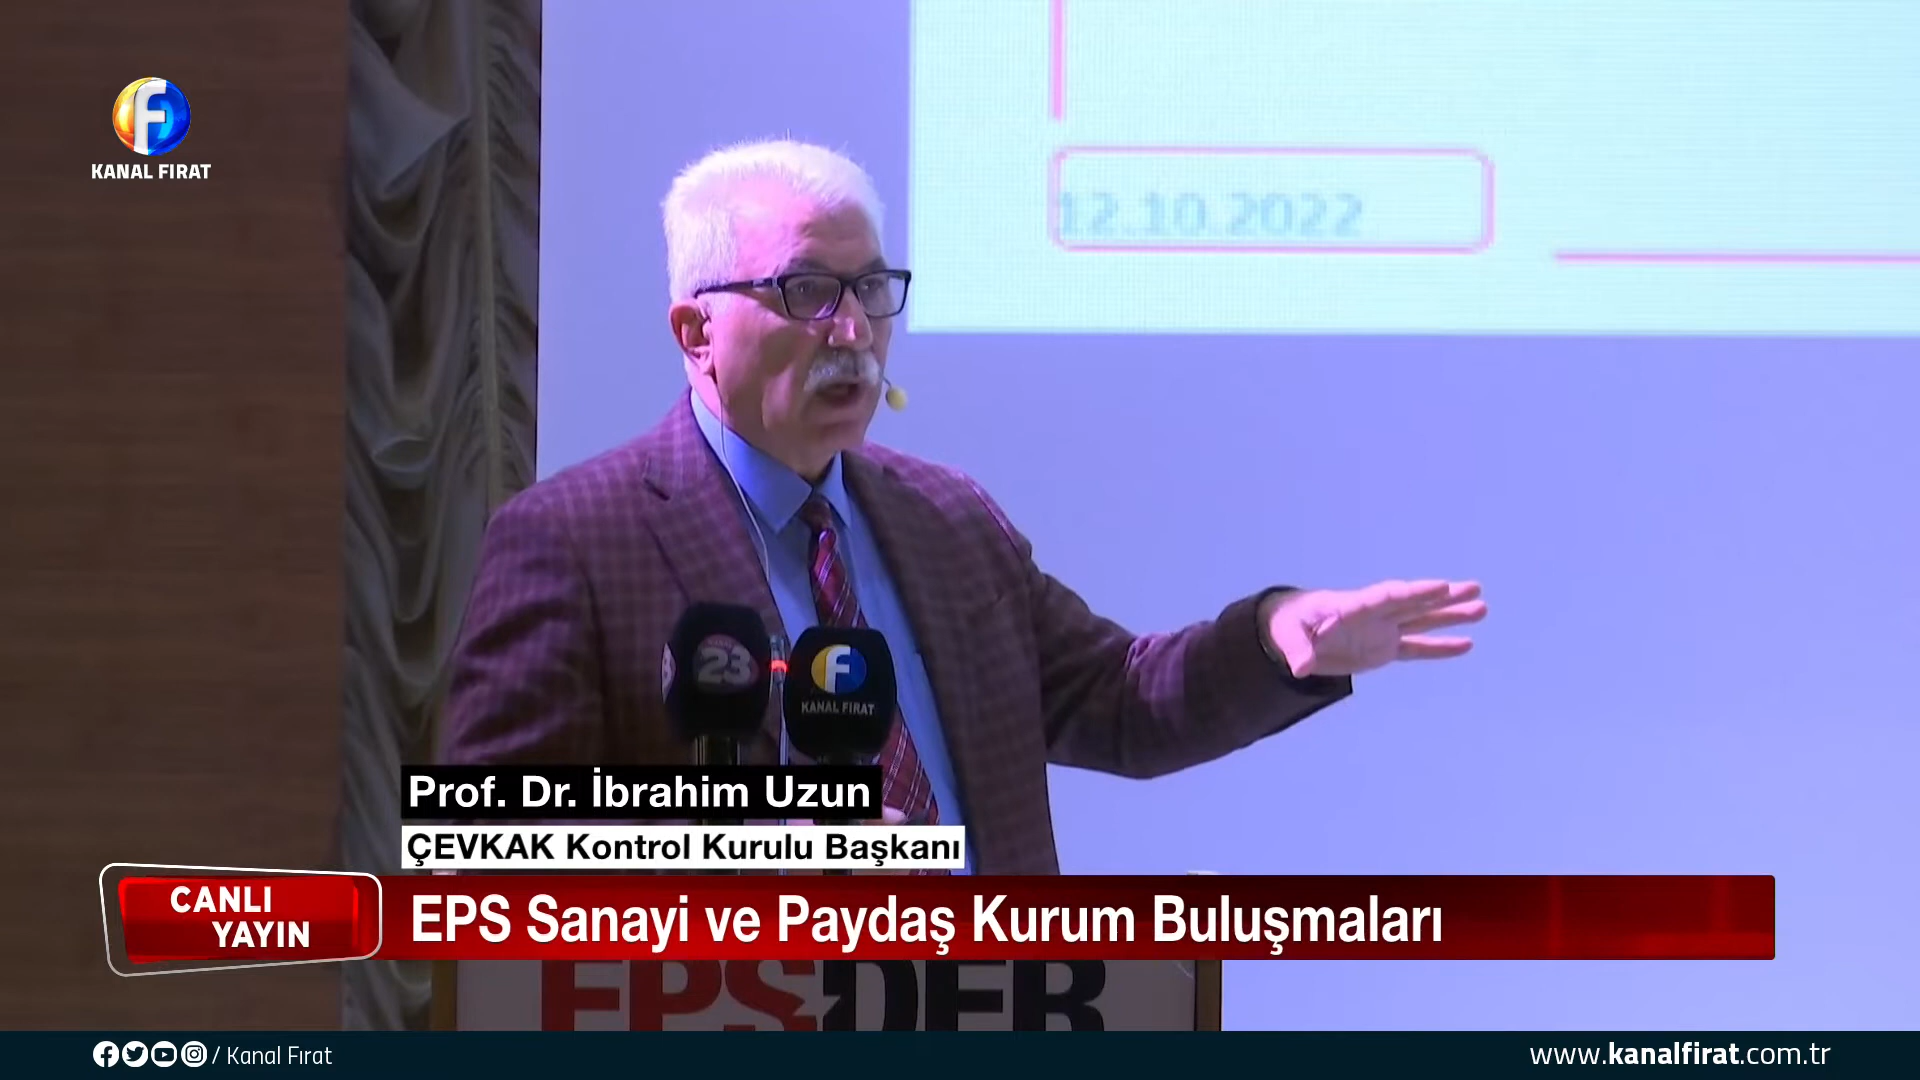 F
KANAL FIRAT
12.10.2022
23
F
KANAL FIRAT
Prof. Dr. İbrahim Uzun
ÇEVKAK Kontrol Kurulu Başkanı
CANLI
YAYIN
EPS Sanayi ve Paydaş Kurum Buluşmaları
EPSDER
/ Kanal Fırat
www.kanalfirat.com.tr